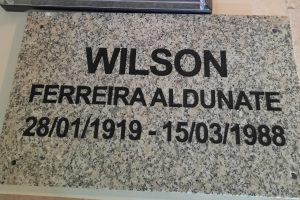 WILSON
FERREIRA ALDUNATE
28/01/1919 - 15/03/1988